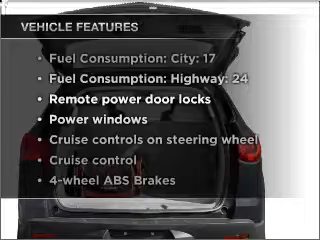 VEHICLE FEATURES
• Fuel Consumption: City: 17
• Fuel Consumption: Highway: 24
• Remote power door locks
• Power windows
• Cruise controls on steering wheel
• Cruise control
• 4-wheel ABS Brakes